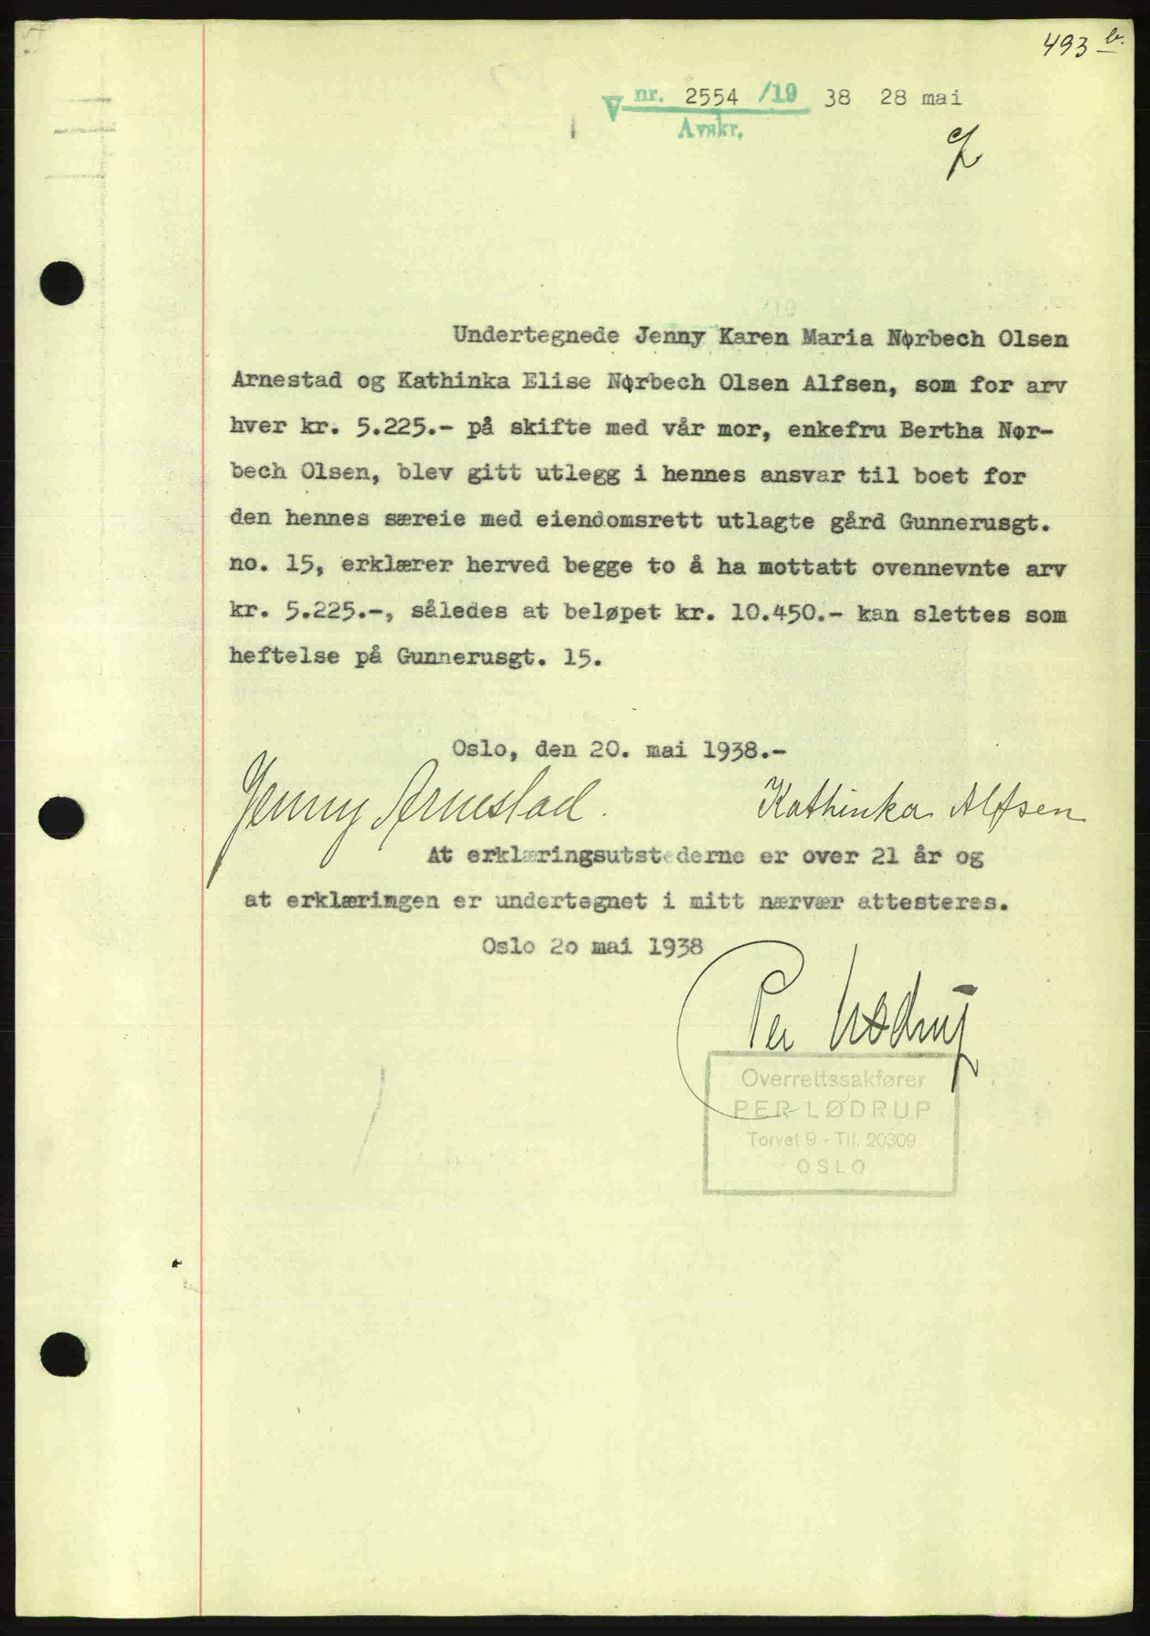 493 b.
nr. 2554 /19 38 28 mai
Avskr.
Undertegnede Jenny Karen Maria Nørbech Olsen
Arnestad og Kathinka Elise Nørbech Olsen Alfsen, som for arv
hver kr. 5.225.- på skifte med vår mor, enkefru Bertha Nør-
bech Olsen, blev gitt utlegg i hennes ansvar til boet for
den hennes særeie med eiendomsrett utlagte gård Gunnerusgt.
no. 15, erklærer herved begge to å ha mottatt ovennevnte arv
kr. 5.225.-, således at beløpet kr. 10.450.- kan slettes som
heftelse på Gunnerusgt. 15.
Oslo, den 20. mai 1938.-
Jenny Arnestad. Kathinka Alfsen
At erklæringsutstederne er over 21 år og
at erklæringen er undertegnet i mitt nærvær attesteres.
Oslo 20 mai 1938
Per Lødrup
Overrettssakfører
PER LØDRUP
Torvet 9 - Tlf. 20309
OSLO